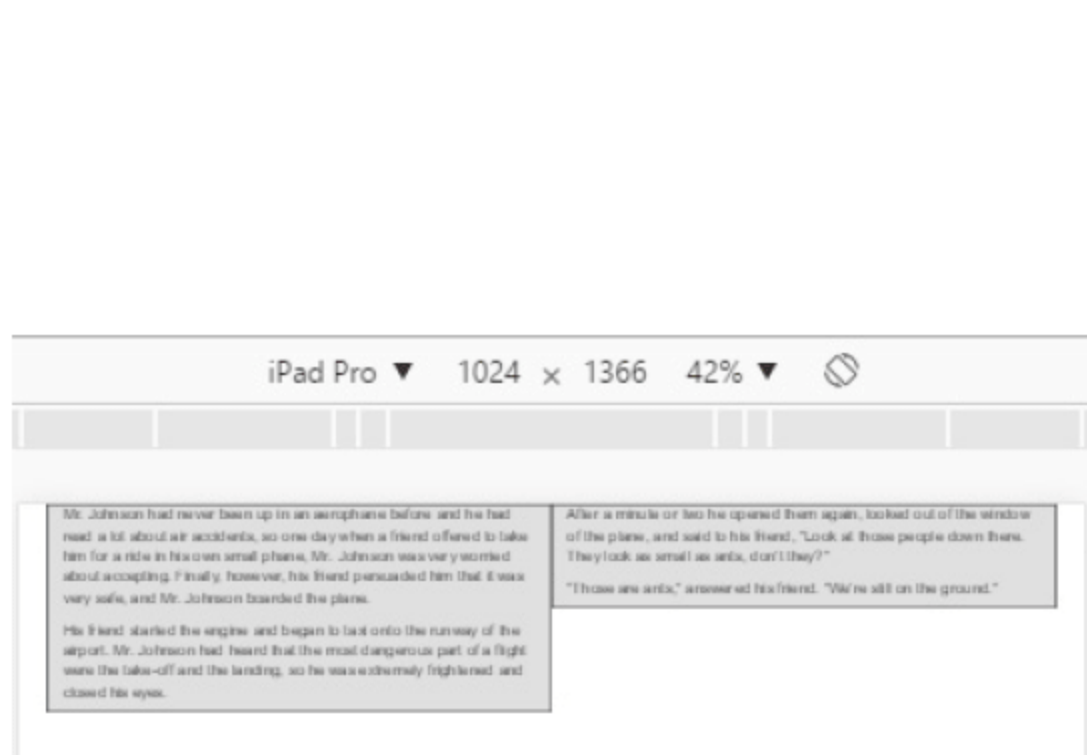 iPad Pro ▼ 1024 × 1366 42% ▼
Mr. Johnson had never been up in an aerophane before and he had
read a lot about air accidents, so one day when a friend offered to take
him for a ride in his own small phane, Mr. Johnson was very worried
about accepting. Finally, however, his friend persuaded him that it was
very safe, and Mr. Johnson boarded the plane.
His friend started the engine and began to taxi onto the runway of the
airport. Mr. Johnson had heard that the most dangerous part of a flight
were the take-off and the landing, so he was extremely frightened and
closed his eyes.
After a minute or two he opened them again, looked out of the window
of the plane, and said to his friend, "Look at those people down there.
They look as small as ants, don't they?"
"Those are ants," answered his friend. "We're still on the ground."